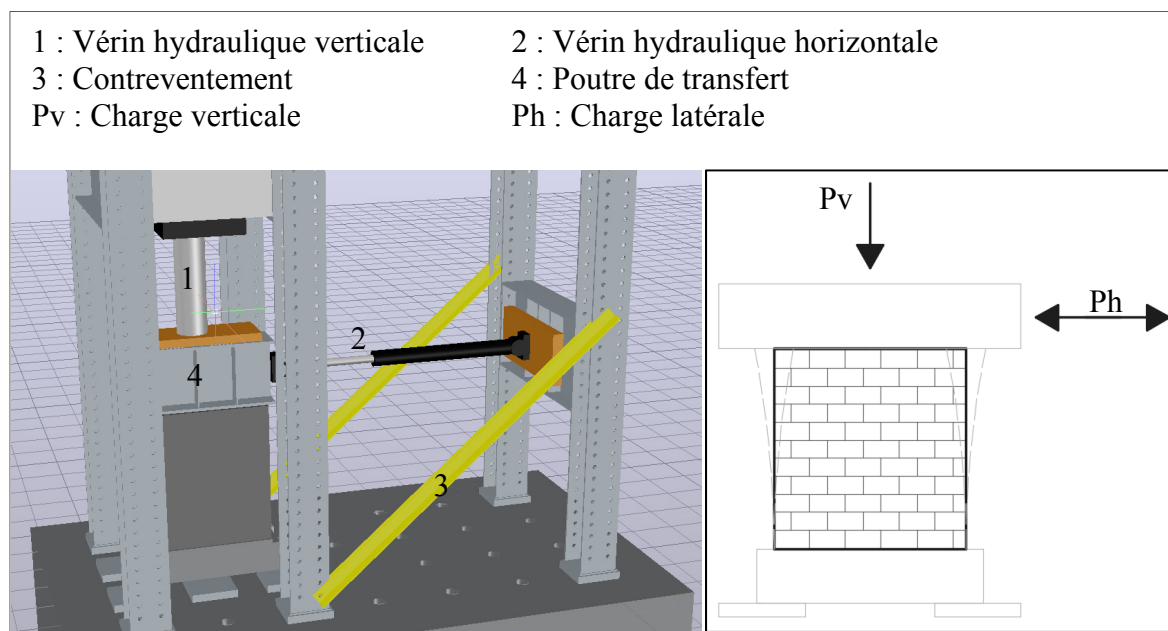 1 : Vérin hydraulique verticale 2 : Vérin hydraulique horizontale
3 : Contreventement 4 : Poutre de transfert
Pv : Charge verticale Ph : Charge latérale
Pv
1
Ph
2
4
3